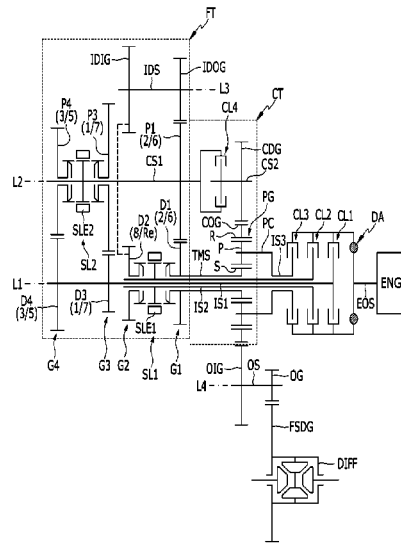 FT
IDIG
IDOG
IDS
L3
CT
P4
(3/5)
P3
(1/7)
P1
(2/6)
CL4
CDG
L2
CS1
CS2
COG
PG
R
PC
P
SLE2
SL2
D2
(8/Re)
D1
(2/6)
TMS
S
IS3
CL3
CL2
CL1
DA
ENG
L1
D4
(3/5)
D3
(1/7)
SLE1
IS2
IS1
EOS
G4
G3
G2
SL1
G1
OIG
L4
OS
OG
FSDG
DIFF